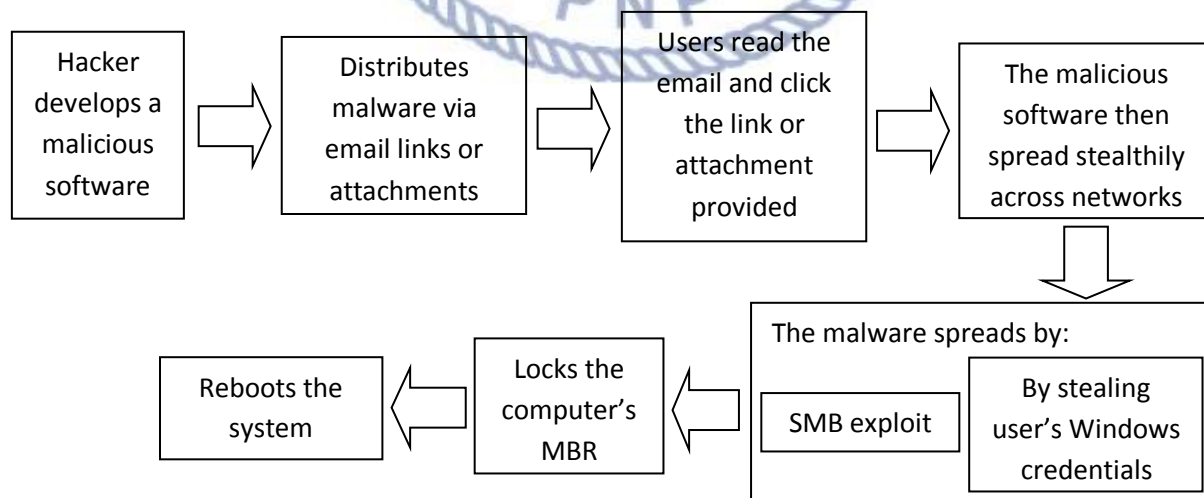 PNP
Hacker
develops a
malicious
software
Distributes
malware via
email links or
attachments
Users read the
email and click
the link or
attachment
provided
The malicious
software then
spread stealthily
across networks
The malware spreads by:
SMB exploit
By stealing
user's Windows
credentials
Locks the
computer's
MBR
Reboots the
system